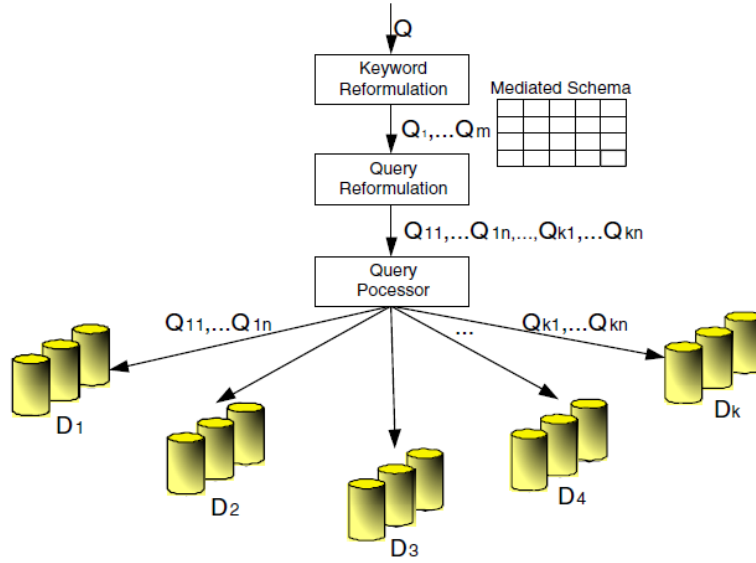 Q
Keyword
Reformulation
Mediated Schema
Q1,...Qm
Query
Reformulation
Q11,...Q1n,...,Qk1,...Qkn
Query
Pocessor
Q11,...Q1n
...
Qk1,...Qkn
D1
D2
D3
D4
Dk